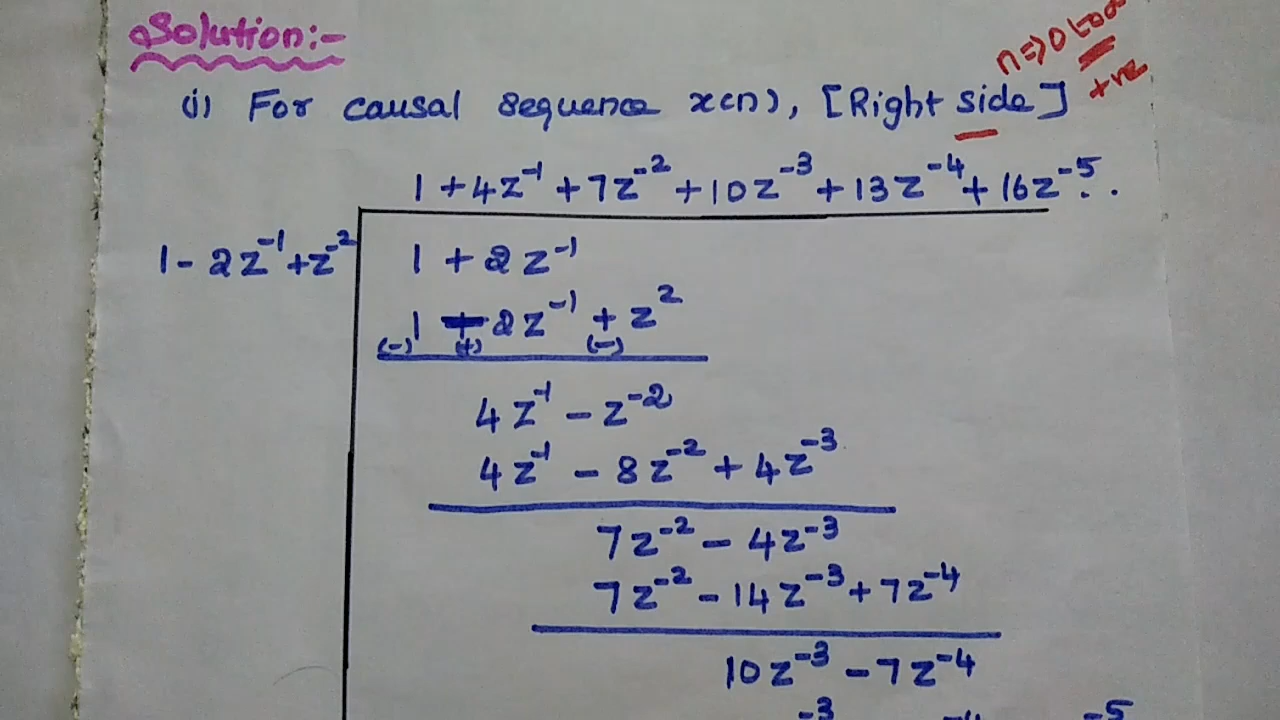 Solution:-
n⇒0 to ∞
+ve
(i) For causal sequence x(n), [Right side]
1 + 4z⁻¹ + 7z⁻² + 10z⁻³ + 13z⁻⁴ + 16z⁻⁵...
1 - 2z⁻¹ + z⁻²
1 + 2z⁻¹
1 - 2z⁻¹ + z²
(-) (+) (-)
4z⁻¹ - z⁻²
4z⁻¹ - 8z⁻² + 4z⁻³
7z⁻² - 4z⁻³
7z⁻² - 14z⁻³ + 7z⁻⁴
10z⁻³ - 7z⁻⁴